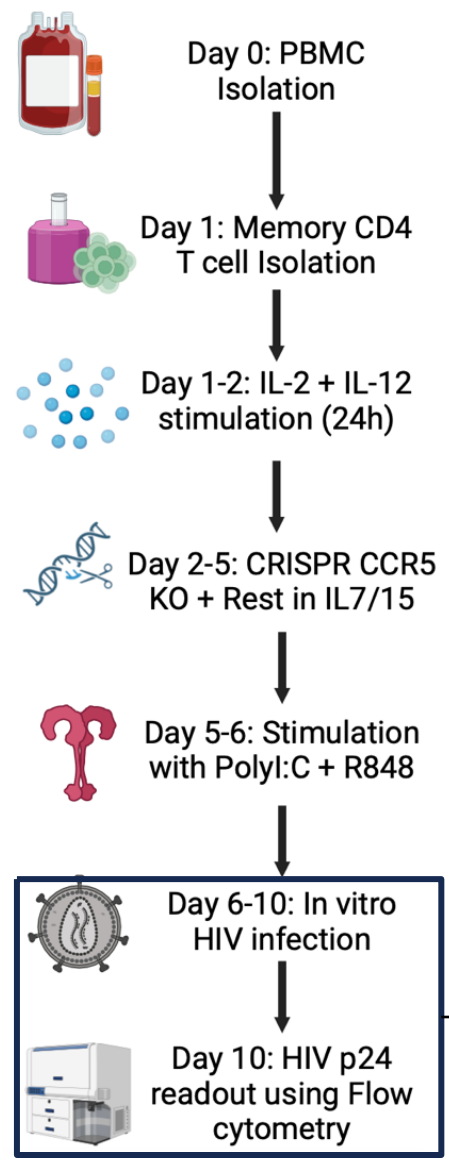 Day 0: PBMC
Isolation
Day 1: Memory CD4
T cell Isolation
Day 1-2: IL-2 + IL-12
stimulation (24h)
Day 2-5: CRISPR CCR5
KO + Rest in IL7/15
Day 5-6: Stimulation
with PolyI:C + R848
Day 6-10: In vitro
HIV infection
Day 10: HIV p24
readout using Flow
cytometry